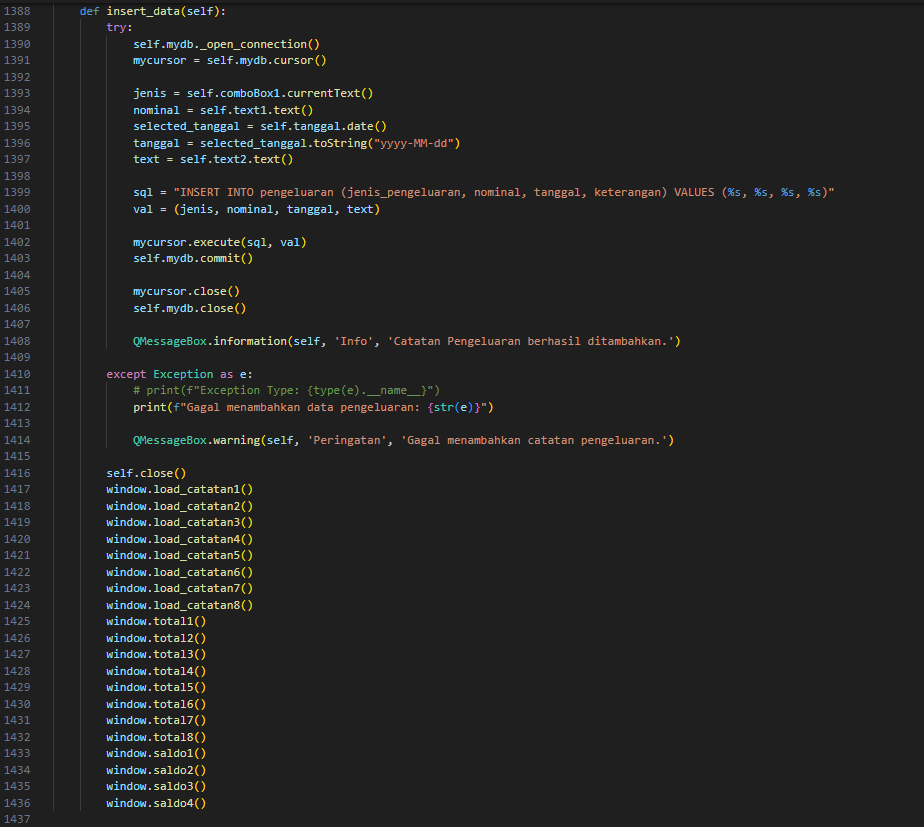 1388 def insert_data(self):
1389 try:
1390 self.mydb._open_connection()
1391 mycursor = self.mydb.cursor()
1392
1393 jenis = self.comboBox1.currentText()
1394 nominal = self.text1.text()
1395 selected_tanggal = self.tanggal.date()
1396 tanggal = selected_tanggal.toString("yyyy-MM-dd")
1397 text = self.text2.text()
1398
1399 sql = "INSERT INTO pengeluaran (jenis_pengeluaran, nominal, tanggal, keterangan) VALUES (%s, %s, %s, %s)"
1400 val = (jenis, nominal, tanggal, text)
1401
1402 mycursor.execute(sql, val)
1403 self.mydb.commit()
1404
1405 mycursor.close()
1406 self.mydb.close()
1407
1408 QMessageBox.information(self, 'Info', 'Catatan Pengeluaran berhasil ditambahkan.')
1409
1410 except Exception as e:
1411 # print(f"Exception Type: {type(e).__name__}")
1412 print(f"Gagal menambahkan data pengeluaran: {str(e)}")
1413
1414 QMessageBox.warning(self, 'Peringatan', 'Gagal menambahkan catatan pengeluaran.')
1415
1416 self.close()
1417 window.load_catatan1()
1418 window.load_catatan2()
1419 window.load_catatan3()
1420 window.load_catatan4()
1421 window.load_catatan5()
1422 window.load_catatan6()
1423 window.load_catatan7()
1424 window.load_catatan8()
1425 window.total1()
1426 window.total2()
1427 window.total3()
1428 window.total4()
1429 window.total5()
1430 window.total6()
1431 window.total7()
1432 window.total8()
1433 window.saldo1()
1434 window.saldo2()
1435 window.saldo3()
1436 window.saldo4()
1437